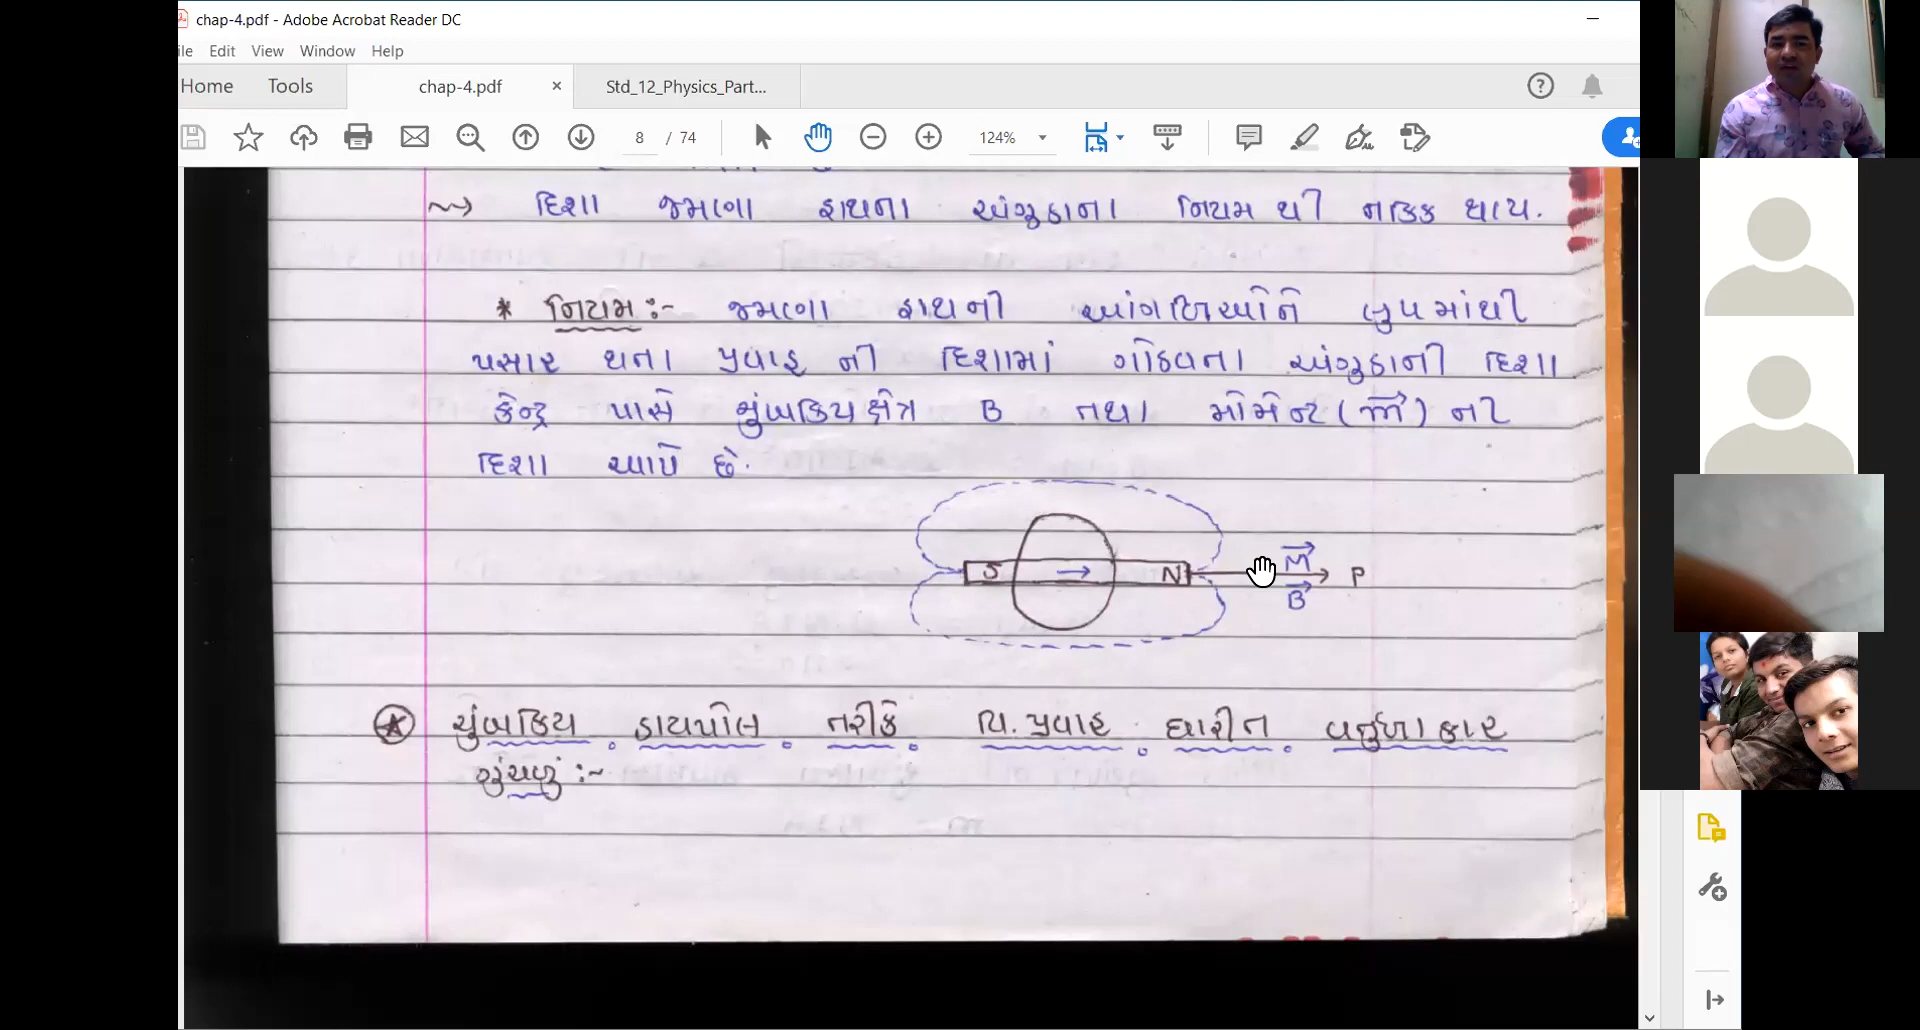 chap-4.pdf - Adobe Acrobat Reader DC
ile Edit View Window Help
Home Tools chap-4.pdf × Std_12_Physics_Part...
8 / 74 124%
દિશા જમણા હાથના અંગુઠાના નિયમ થી નક્કિ થાય.
* નિયમ :- જમણા હાથની આંગળિઓને લુપમાંથી
પસાર થતા પ્રવાહ ની દિશામાં ગોઠવતા અંગુઠાની દિશા
કેન્દ્ર પાસે ચુંબકિયક્ષેત્ર B તથા મોમેન્ટ (m) ની
દિશા આપે છે.
S → N M P
B
ચુંબકિય ડાયપોલ તરીકે વિ. પ્રવાહ ધારીત વર્તુળાકાર
ગુંચળું :-